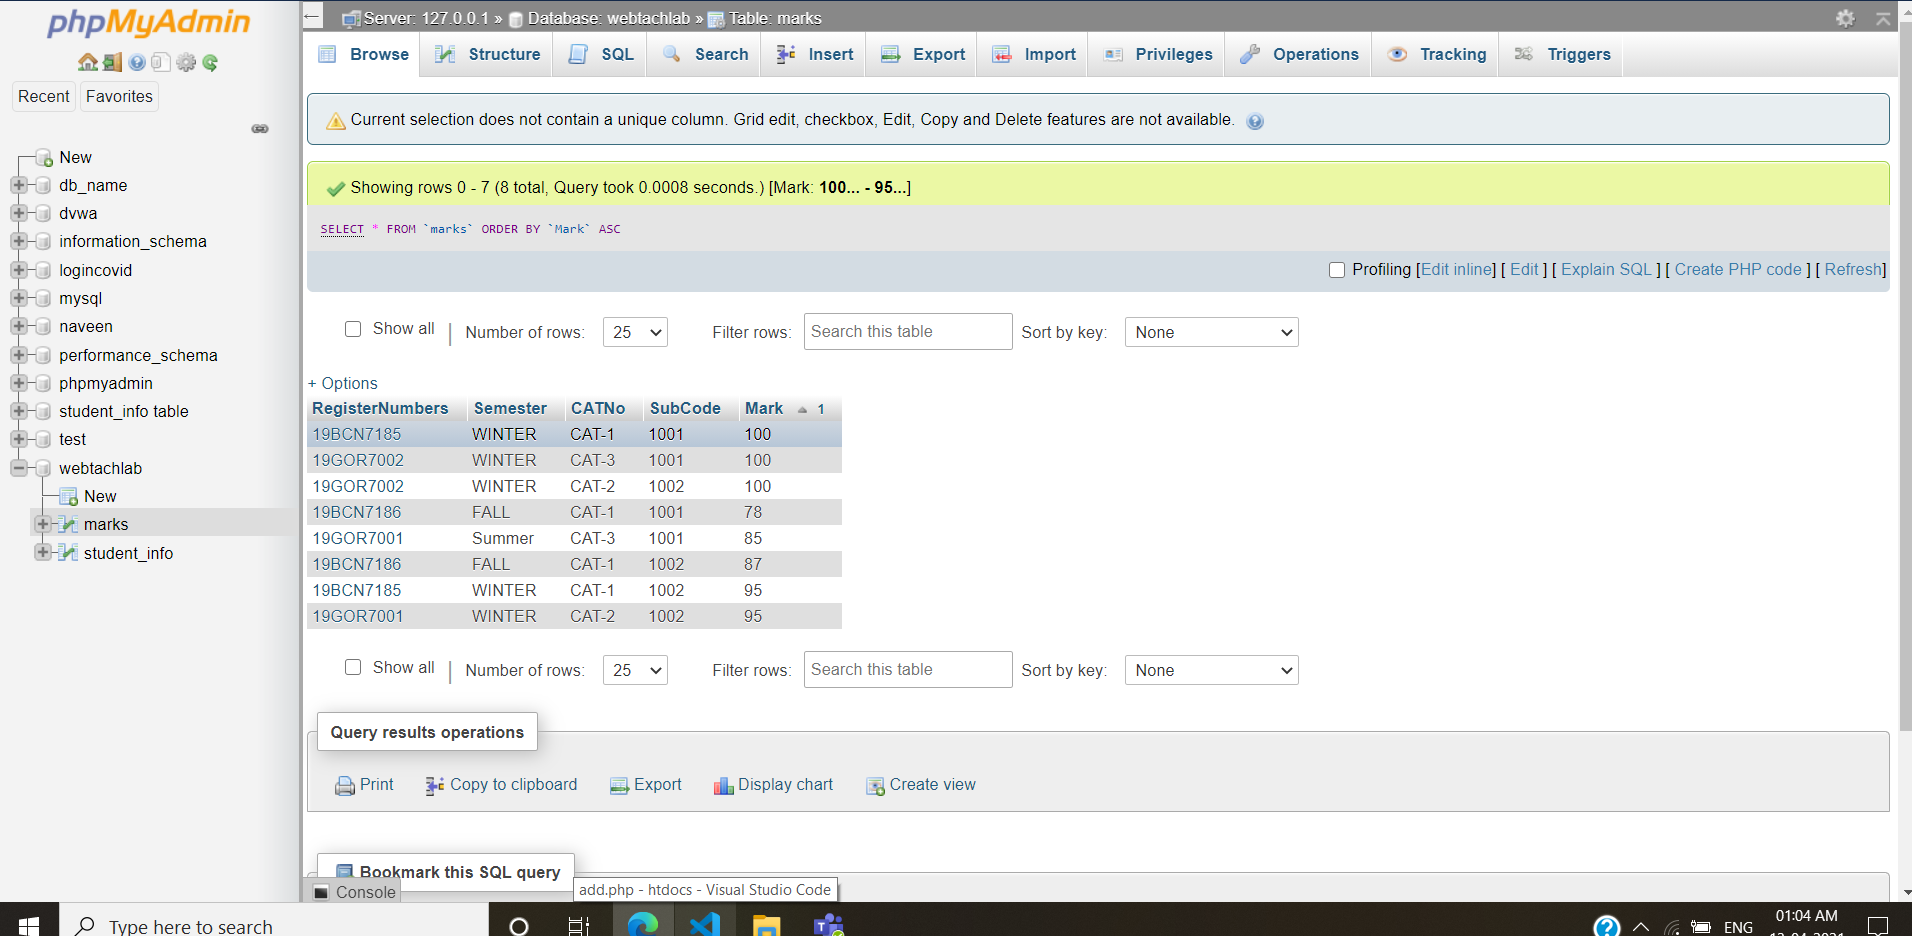 phpMyAdmin
Recent Favorites
New
db_name
dvwa
information_schema
logincovid
mysql
naveen
performance_schema
phpmyadmin
student_info table
test
webtachlab
New
marks
student_info
Server: 127.0.0.1 » Database: webtachlab » Table: marks
Browse Structure SQL Search Insert Export Import Privileges Operations Tracking Triggers
Current selection does not contain a unique column. Grid edit, checkbox, Edit, Copy and Delete features are not available.
Showing rows 0 - 7 (8 total, Query took 0.0008 seconds.) [Mark: 100... - 95...]
SELECT * FROM `marks` ORDER BY `Mark` ASC
Profiling [Edit inline] [ Edit ] [ Explain SQL ] [ Create PHP code ] [ Refresh]
Show all | Number of rows: 25 Filter rows: Search this table Sort by key: None
+ Options
RegisterNumbers Semester CATNo SubCode Mark 1
19BCN7185 WINTER CAT-1 1001 100
19GOR7002 WINTER CAT-3 1001 100
19GOR7002 WINTER CAT-2 1002 100
19BCN7186 FALL CAT-1 1001 78
19GOR7001 Summer CAT-3 1001 85
19BCN7186 FALL CAT-1 1002 87
19BCN7185 WINTER CAT-1 1002 95
19GOR7001 WINTER CAT-2 1002 95
Show all | Number of rows: 25 Filter rows: Search this table Sort by key: None
Query results operations
Print Copy to clipboard Export Display chart Create view
Bookmark this SQL query
Console
add.php - htdocs - Visual Studio Code
Type here to search
ENG
01:04 AM